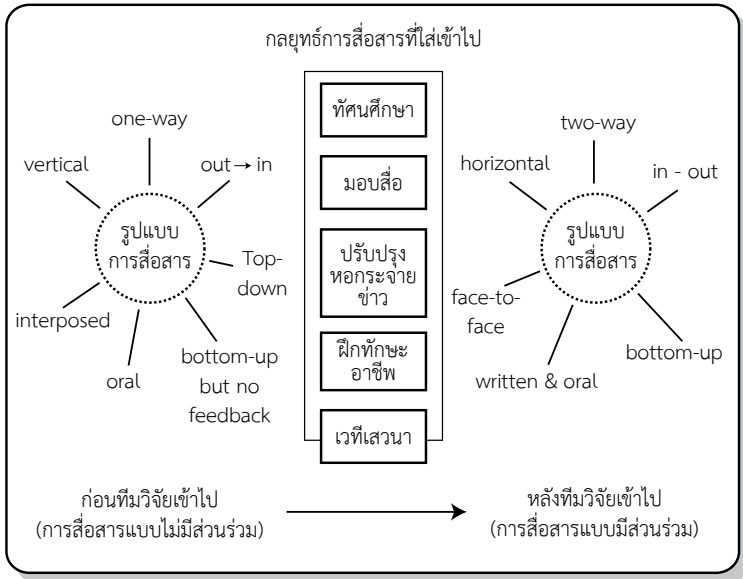 กลยุทธ์การสื่อสารที่ใส่เข้าไป
one-way
vertical
out → in
รูปแบบ
การสื่อสาร
Top-
down
interposed
oral
bottom-up
but no
feedback
ทัศนศึกษา
มอบสื่อ
ปรับปรุง
หอกระจาย
ข่าว
ฝึกทักษะ
อาชีพ
เวทีเสวนา
two-way
horizontal
in - out
รูปแบบ
การสื่อสาร
face-to-
face
written & oral
bottom-up
ก่อนทีมวิจัยเข้าไป
(การสื่อสารแบบไม่มีส่วนร่วม)
หลังทีมวิจัยเข้าไป
(การสื่อสารแบบมีส่วนร่วม)